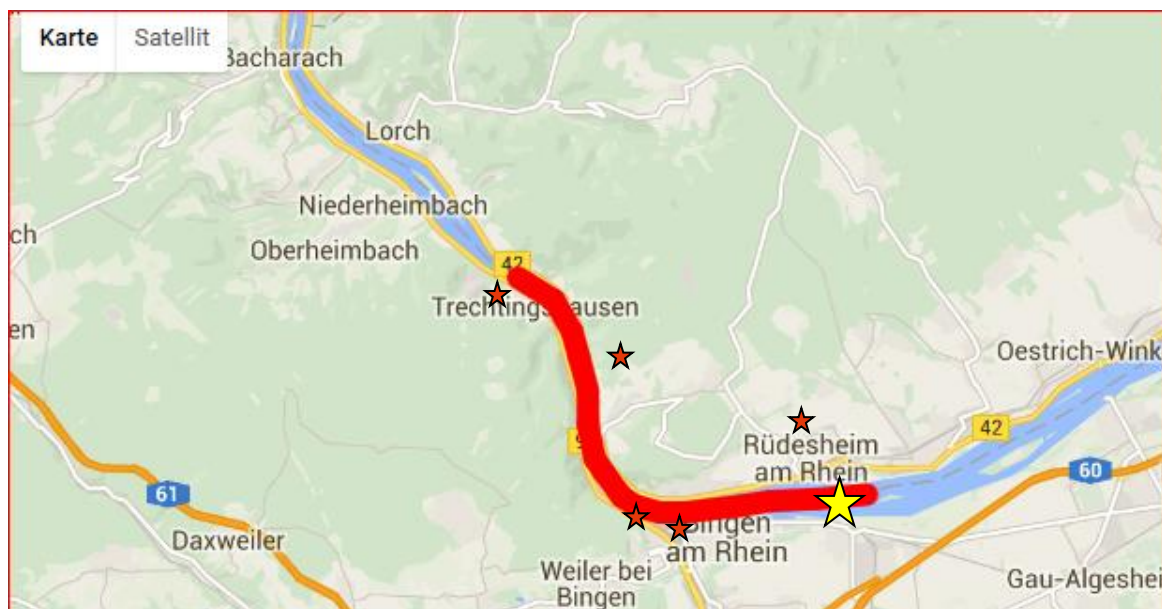 Karte Satellit
Bacharach
Lorch
Niederheimbach
ch
Oberheimbach
42
Trechtingshausen
en
Oestrich-Wink
42
9
Rüdesheim
am Rhein
60
61
Bingen
am Rhein
Daxweiler
Weiler bei
Bingen
Gau-Algeshei